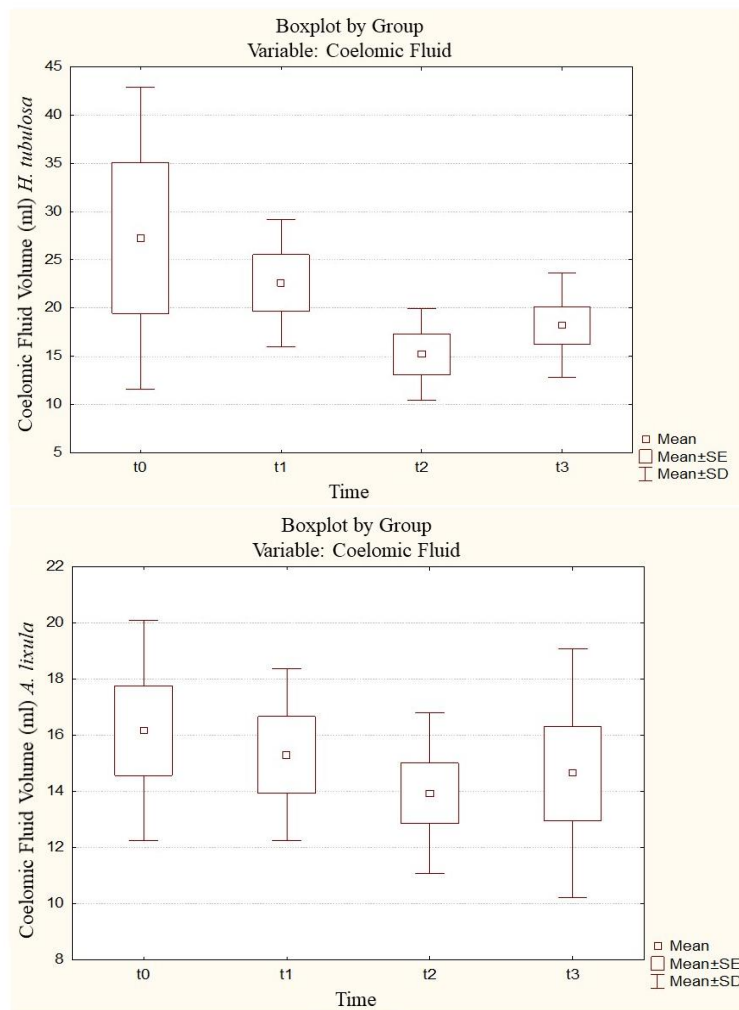 Boxplot by Group
Variable: Coelomic Fluid
Coelomic Fluid Volume (ml) H. tubulosa
45
40
35
30
25
20
15
10
5
t0 t1 t2 t3
Time
Mean
Mean±SE
Mean±SD
Boxplot by Group
Variable: Coelomic Fluid
Coelomic Fluid Volume (ml) A. lixula
22
20
18
16
14
12
10
8
t0 t1 t2 t3
Time
Mean
Mean±SE
Mean±SD